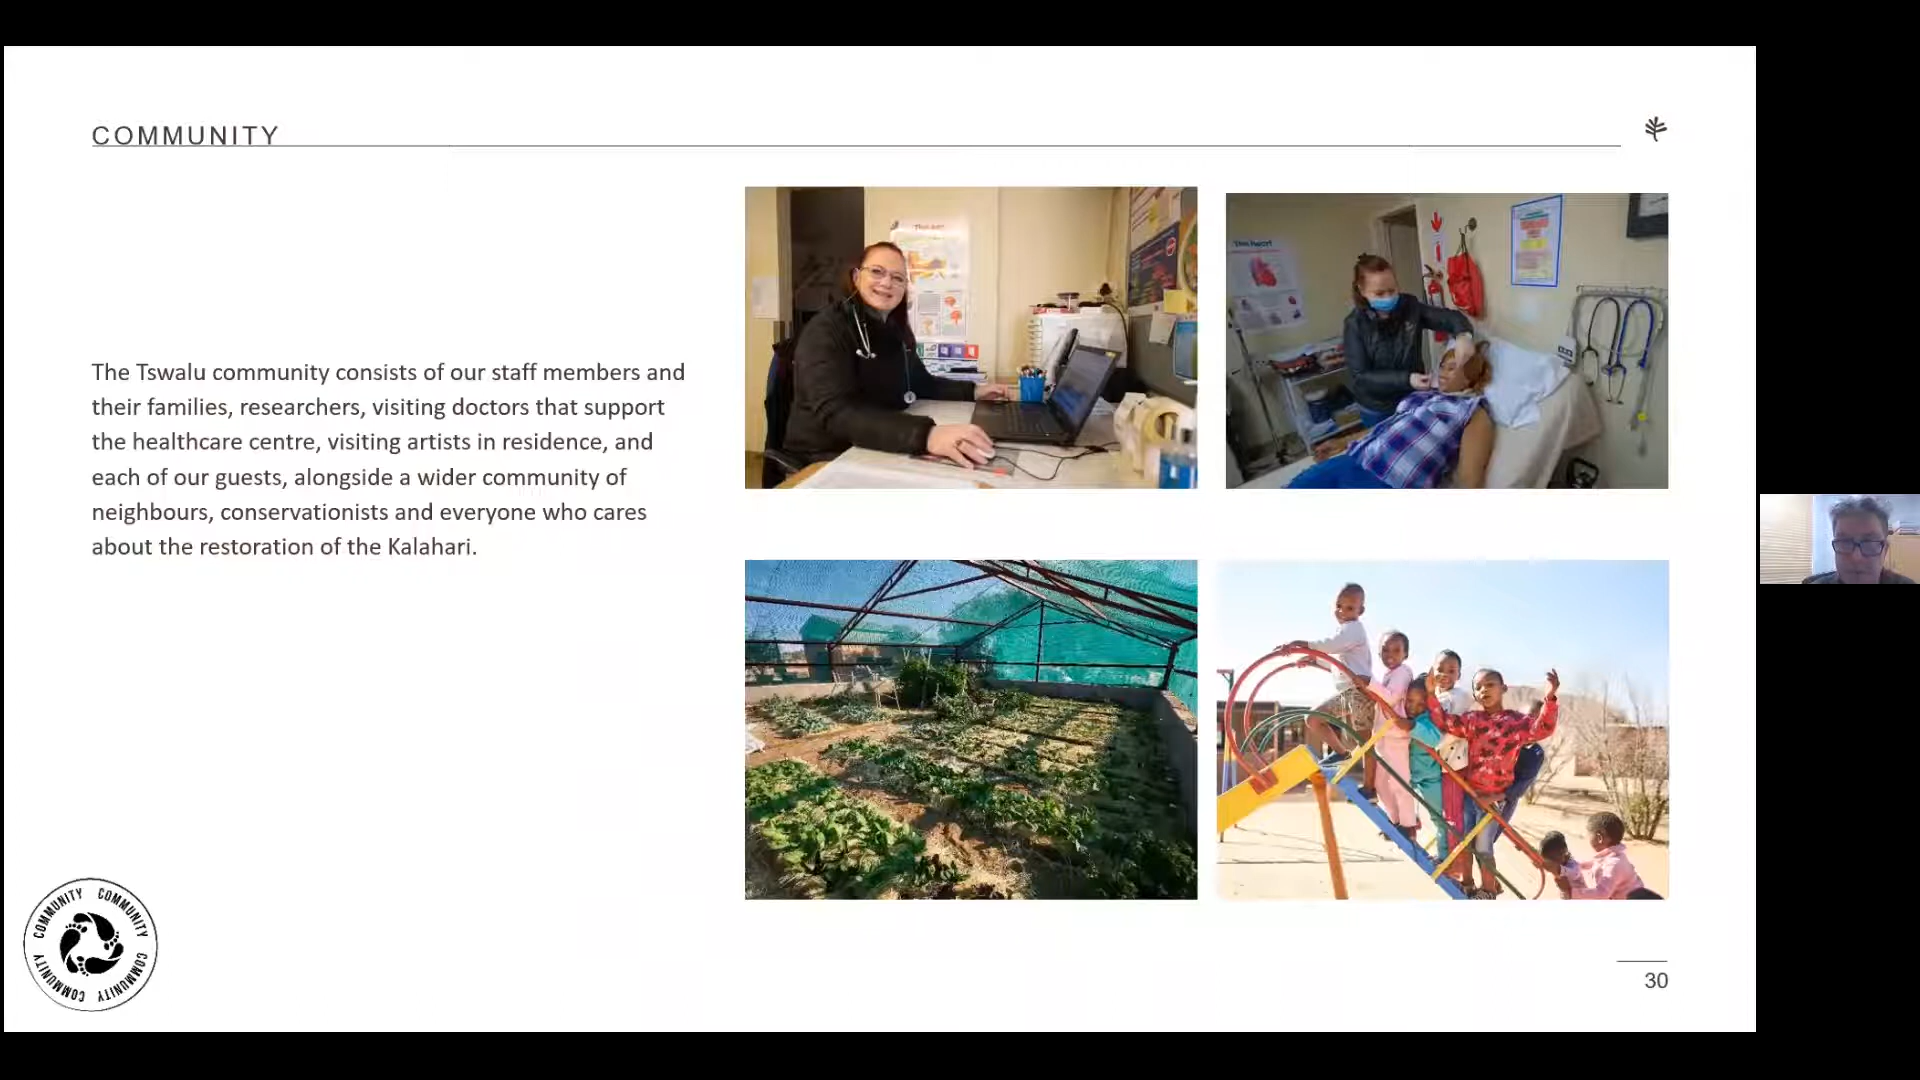 COMMUNITY
The Tswalu community consists of our staff members and
their families, researchers, visiting doctors that support
the healthcare centre, visiting artists in residence, and
each of our guests, alongside a wider community of
neighbours, conservationists and everyone who cares
about the restoration of the Kalahari.
The heart
COMMUNITY COMMUNITY COMMUNITY COMMUNITY
30